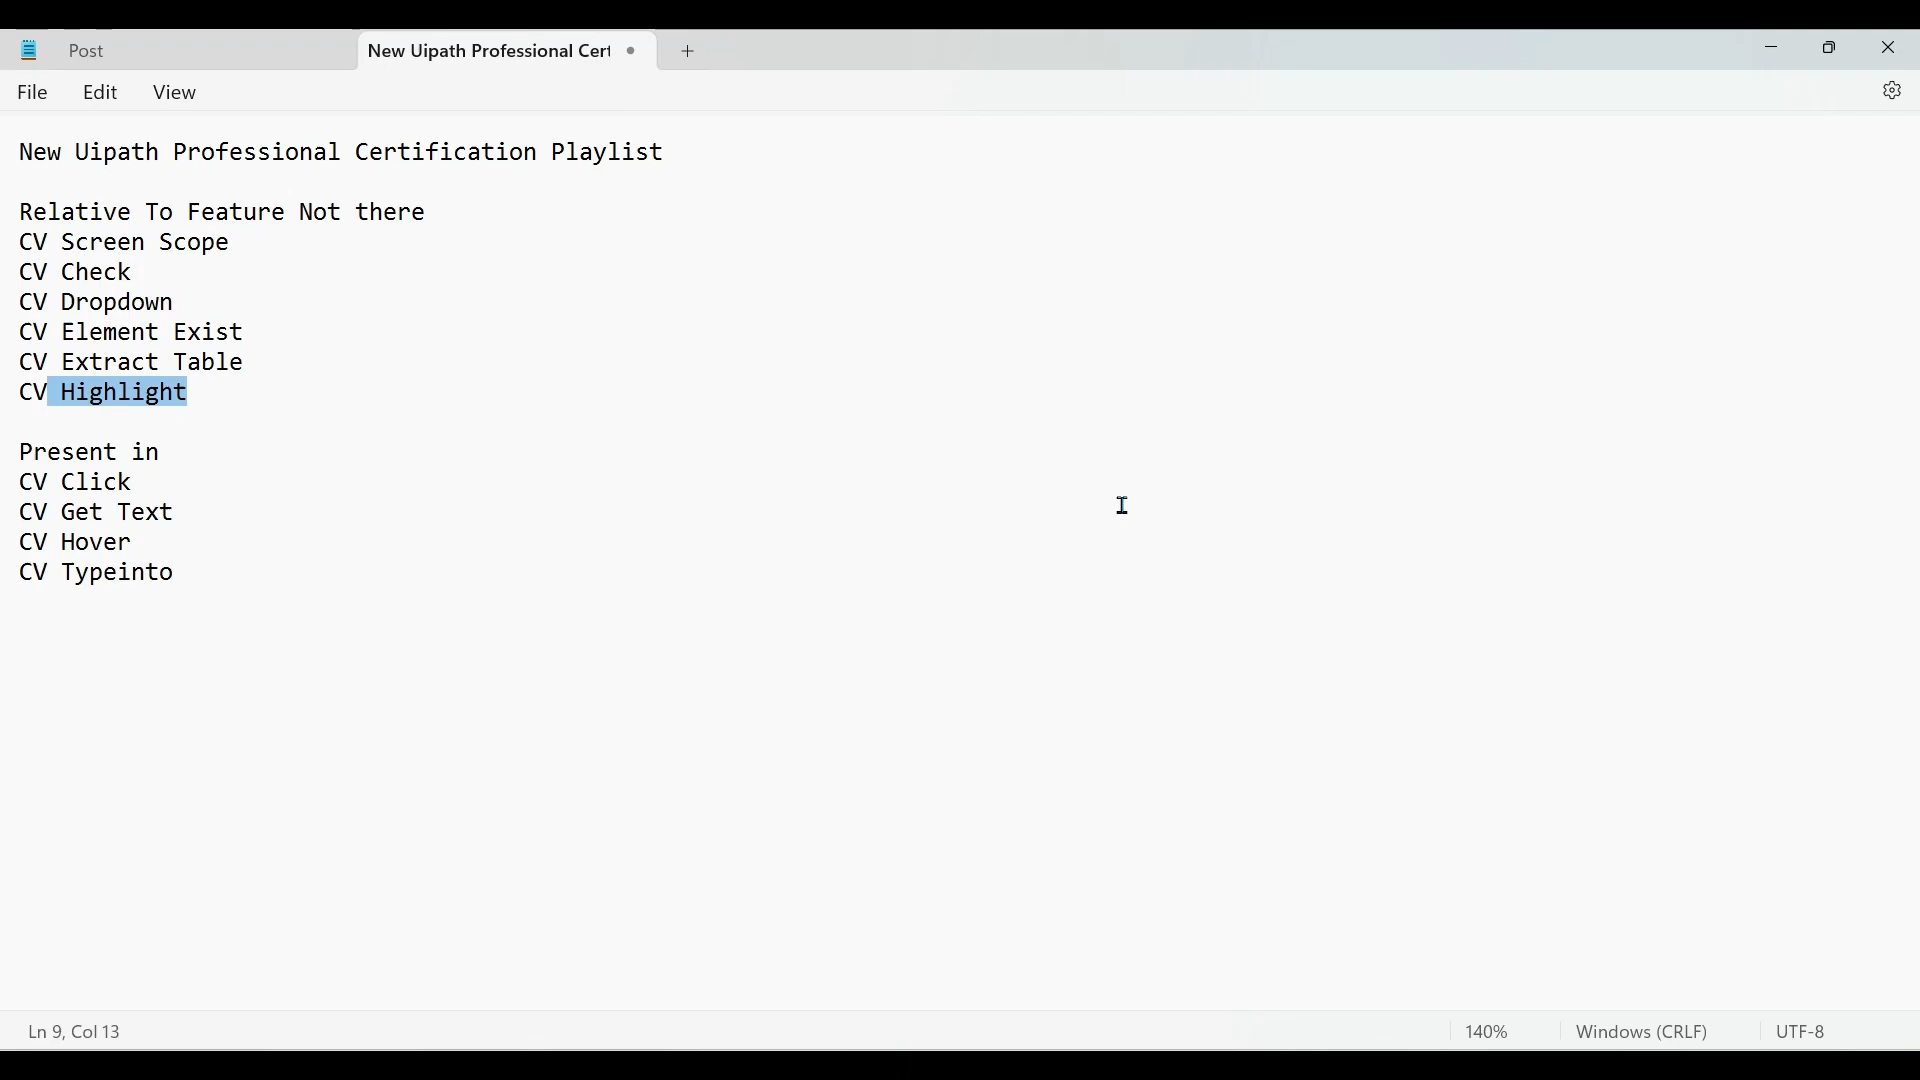 Post
New Uipath Professional Cert
File Edit View
New Uipath Professional Certification Playlist
Relative To Feature Not there
CV Screen Scope
CV Check
CV Dropdown
CV Element Exist
CV Extract Table
CV Highlight
Present in
CV Click
CV Get Text
CV Hover
CV Typeinto
Ln 9, Col 13
140%
Windows (CRLF)
UTF-8